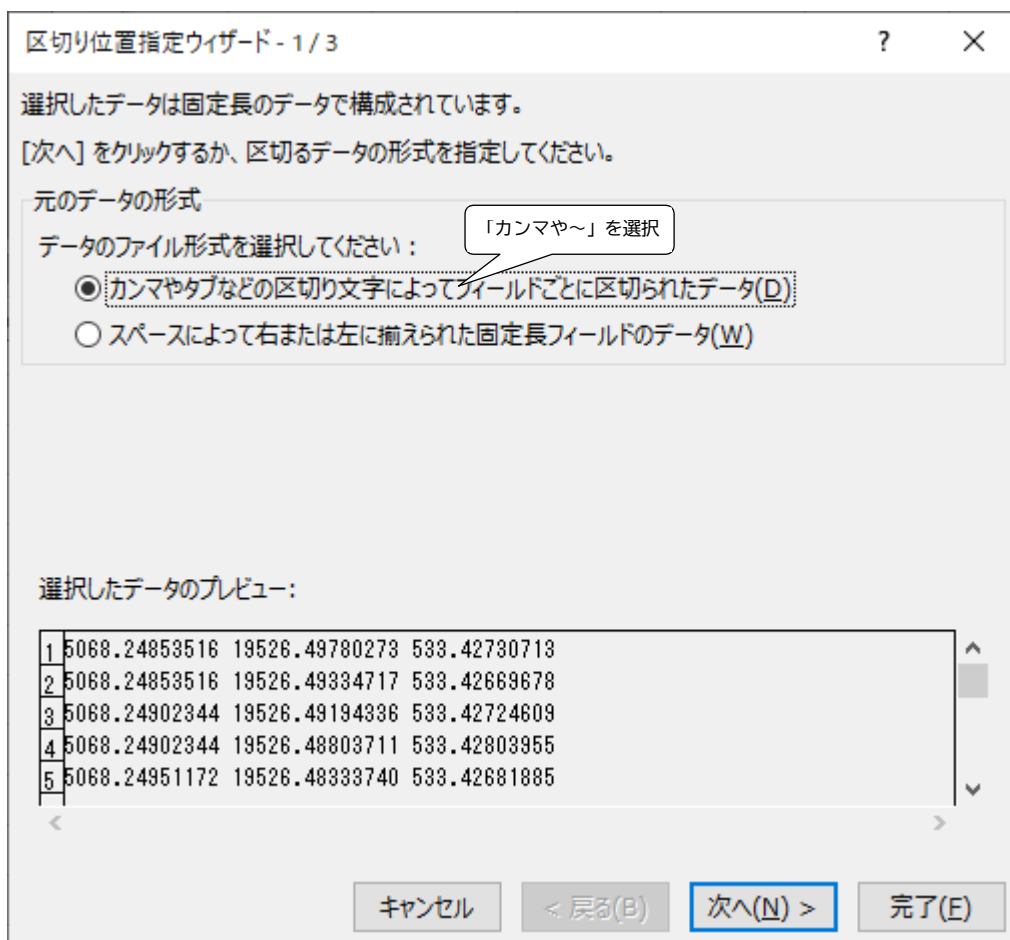 区切り位置指定ウィザード - 1 / 3
? ×
選択したデータは固定長のデータで構成されています。
[次へ] をクリックするか、区切るデータの形式を指定してください。
元のデータの形式
「カンマや～」を選択
データのファイル形式を選択してください：
カンマやタブなどの区切り文字によってフィールドごとに区切られたデータ(D)
スペースによって右または左に揃えられた固定長フィールドのデータ(W)
選択したデータのプレビュー:
1 5068.24853516 19526.49780273 533.42730713
2 5068.24853516 19526.49334717 533.42669678
3 5068.24902344 19526.49194336 533.42724609
4 5068.24902344 19526.48803711 533.42803955
5 5068.24951172 19526.48333740 533.42681885
キャンセル < 戻る(B) 次へ(N) > 完了(F)